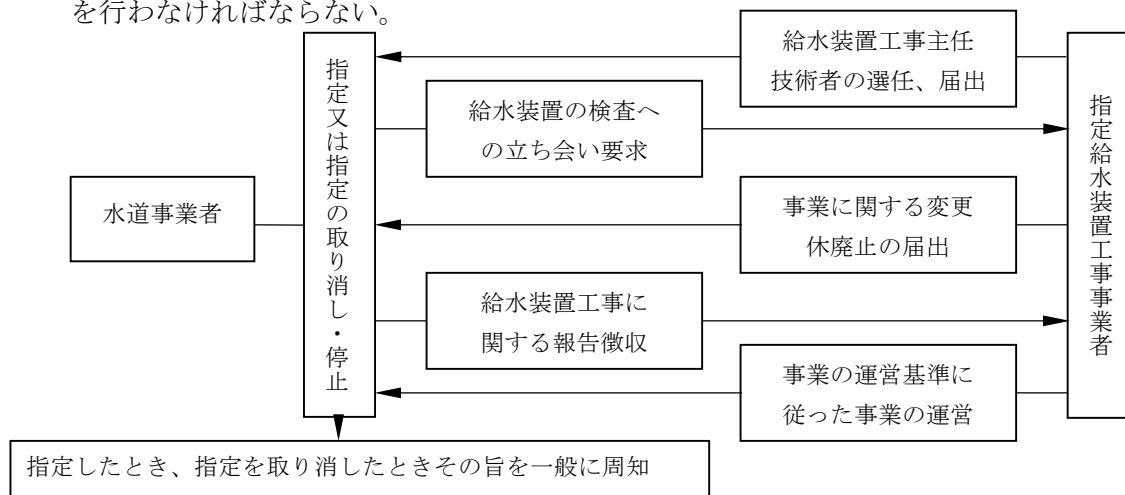 を行わなければならない。
給水装置工事主任
技術者の選任、届出
指定又は指定の取り消し・停止
指定給水装置工事事業者
給水装置の検査へ
の立ち会い要求
水道事業者
事業に関する変更
休廃止の届出
給水装置工事に
関する報告徴収
事業の運営基準に
従った事業の運営
指定したとき、指定を取り消したときその旨を一般に周知